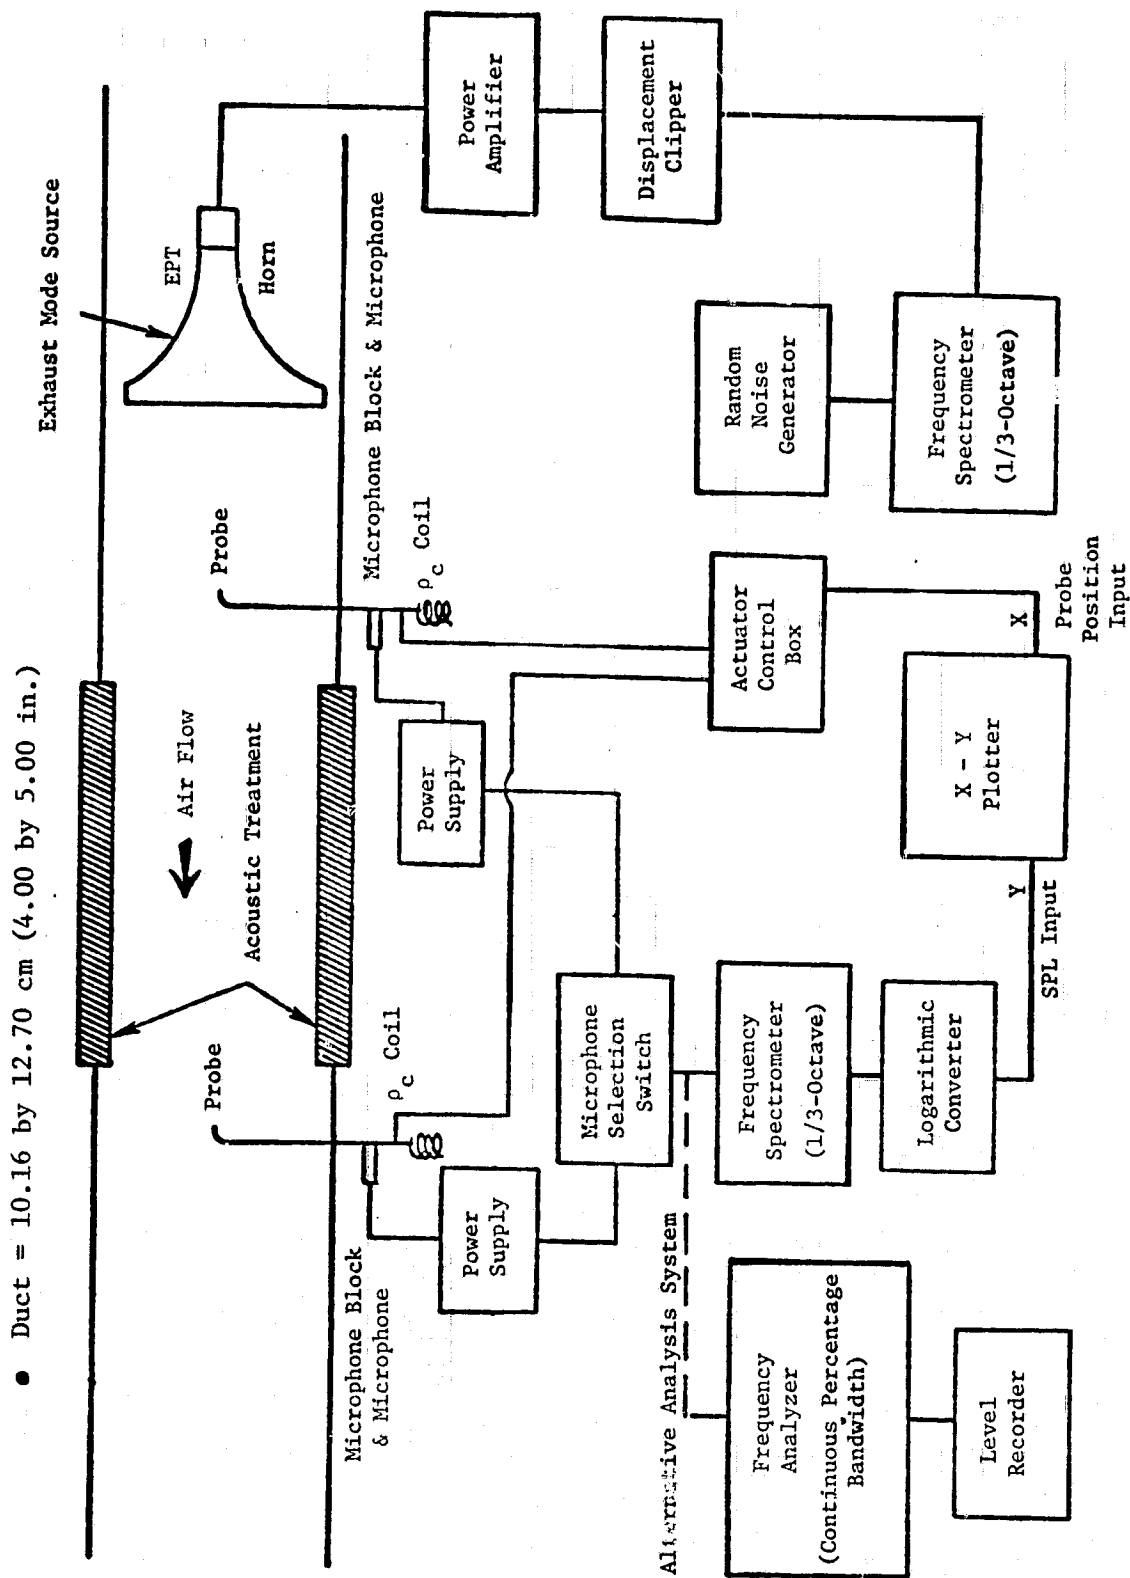 ● Duct = 10.16 by 12.70 cm (4.00 by 5.00 in.)
Exhaust Mode Source
EPT
Horn
Probe
Air Flow
Acoustic Treatment
Probe
Microphone Block
& Microphone
ρc Coil
Microphone Block & Microphone
ρc Coil
Power
Supply
Power
Supply
Power
Amplifier
Displacement
Clipper
Microphone
Selection
Switch
Alternative Analysis System
Frequency
Analyzer
(Continuous Percentage
Bandwidth)
Level
Recorder
Frequency
Spectrometer
(1/3-Octave)
Logarithmic
Converter
Y
SPL Input
X - Y
Plotter
X
Probe
Position
Input
Actuator
Control
Box
Random
Noise
Generator
Frequency
Spectrometer
(1/3-Octave)